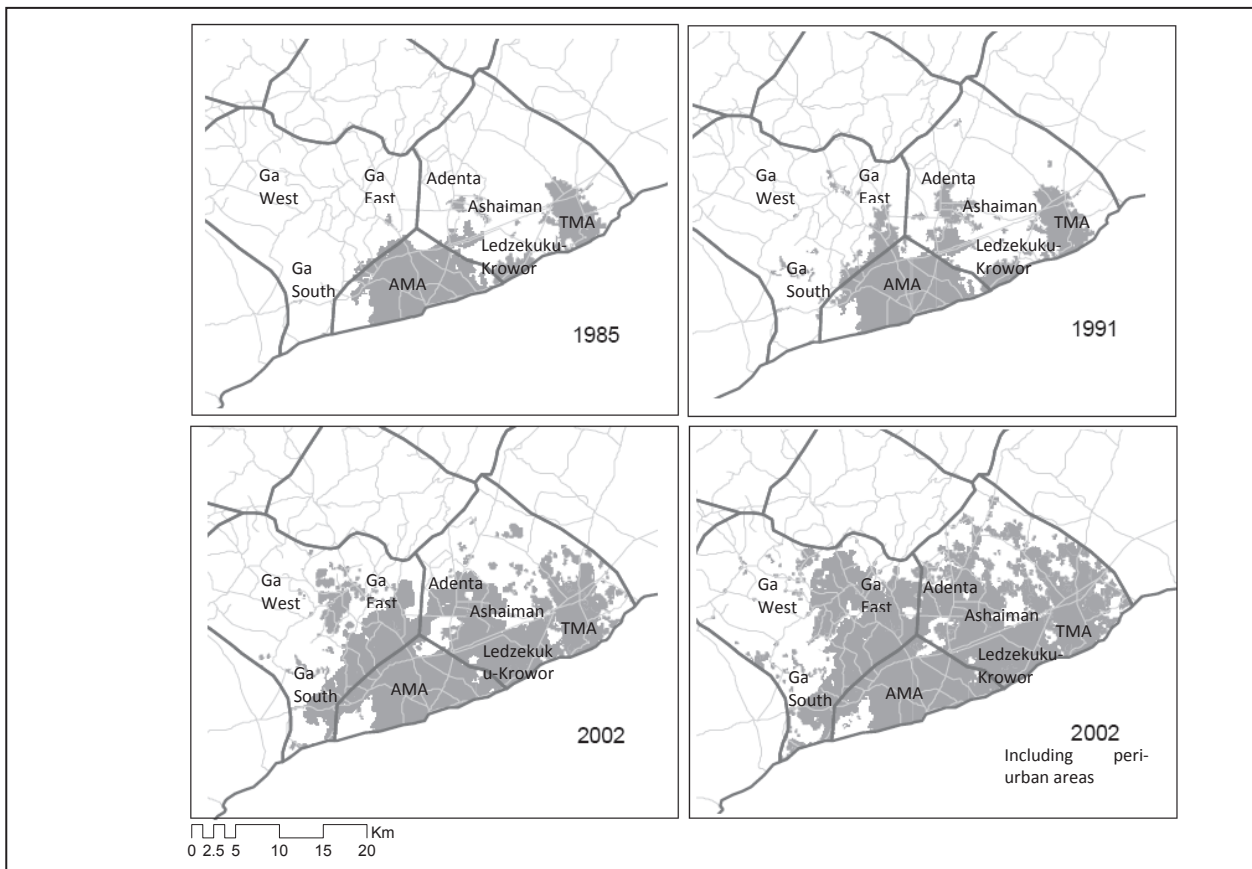 Ga
West
Ga
East
Adenta
Ashaiman
TMA
Ledzekuku-
Krowor
Ga
South
AMA
1985
Ga
West
Ga
East
Adenta
Ashaiman
TMA
Ledzekuku-
Krowor
Ga
South
AMA
1991
Ga
West
Ga
East
Adenta
Ashaiman
TMA
Ledzekuk
u-Krowor
Ga
South
AMA
2002
Ga
West
Ga
East
Adenta
Ashaiman
TMA
Ledzekuku-
Krowor
Ga
South
AMA
2002
Including peri-
urban areas
Km
0 2.5 5 10 15 20